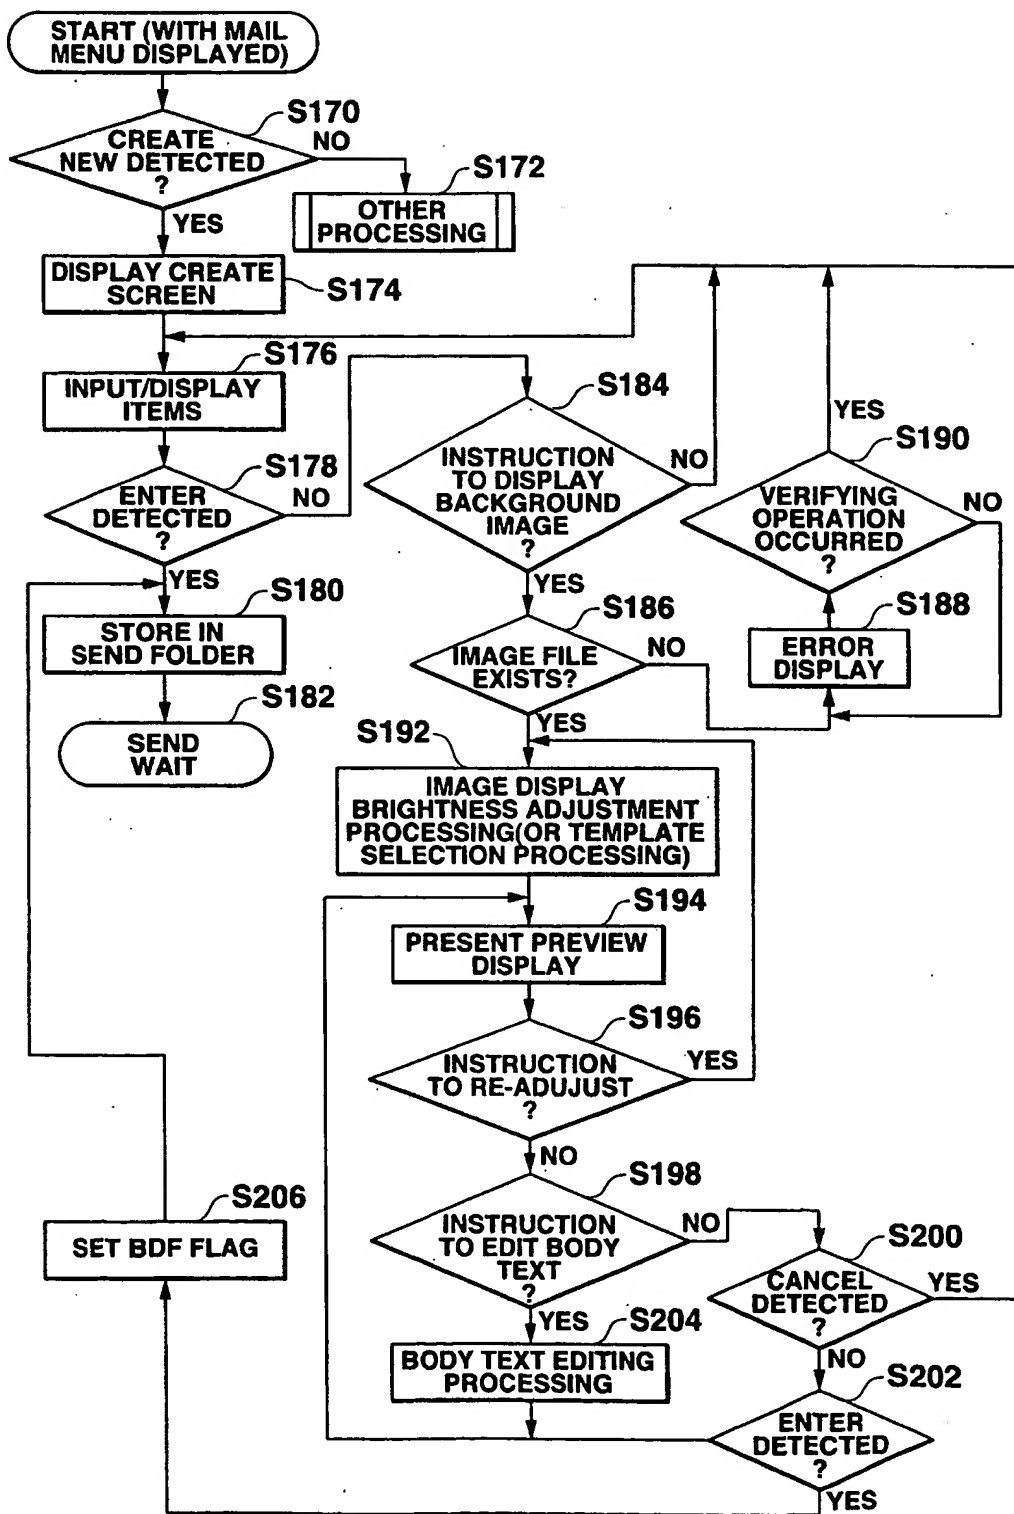 START (WITH MAIL
MENU DISPLAYED)
S170
CREATE
NEW DETECTED
?
NO
YES
S172
OTHER
PROCESSING
DISPLAY CREATE
SCREEN
S174
S176
INPUT/DISPLAY
ITEMS
S178
ENTER
DETECTED
?
NO
YES
S180
STORE IN
SEND FOLDER
S182
SEND
WAIT
S184
INSTRUCTION
TO DISPLAY
BACKGROUND
IMAGE
?
NO
YES
S186
IMAGE FILE
EXISTS?
NO
YES
S188
ERROR
DISPLAY
S190
VERIFYING
OPERATION
OCCURRED
?
YES
NO
S192
IMAGE DISPLAY
BRIGHTNESS ADJUSTMENT
PROCESSING(OR TEMPLATE
SELECTION PROCESSING)
S194
PRESENT PREVIEW
DISPLAY
S196
INSTRUCTION
TO RE-ADUJUST
?
YES
NO
S198
INSTRUCTION
TO EDIT BODY
TEXT
?
NO
YES
S200
CANCEL
DETECTED
?
YES
NO
S202
ENTER
DETECTED
?
YES
S204
BODY TEXT EDITING
PROCESSING
S206
SET BDF FLAG